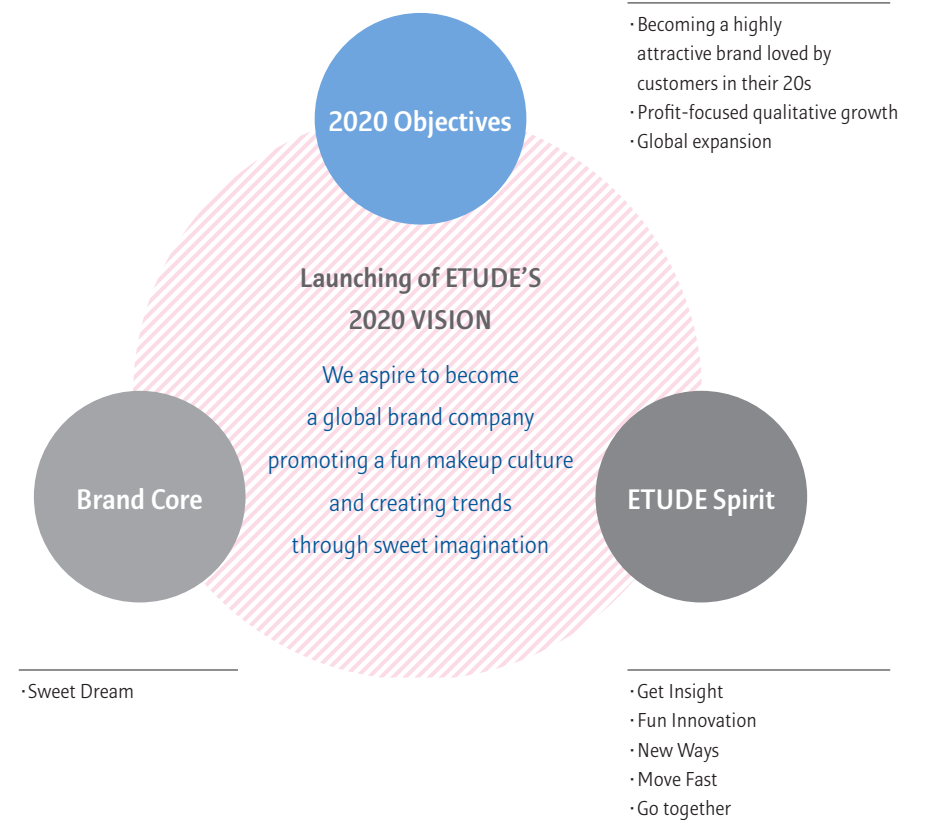 2020 Objectives
·Becoming a highly
attractive brand loved by
customers in their 20s
·Profit-focused qualitative growth
·Global expansion
Launching of ETUDE’S
2020 VISION
We aspire to become
a global brand company
promoting a fun makeup culture
and creating trends
through sweet imagination
Brand Core
·Sweet Dream
ETUDE Spirit
·Get Insight
·Fun Innovation
·New Ways
·Move Fast
·Go together